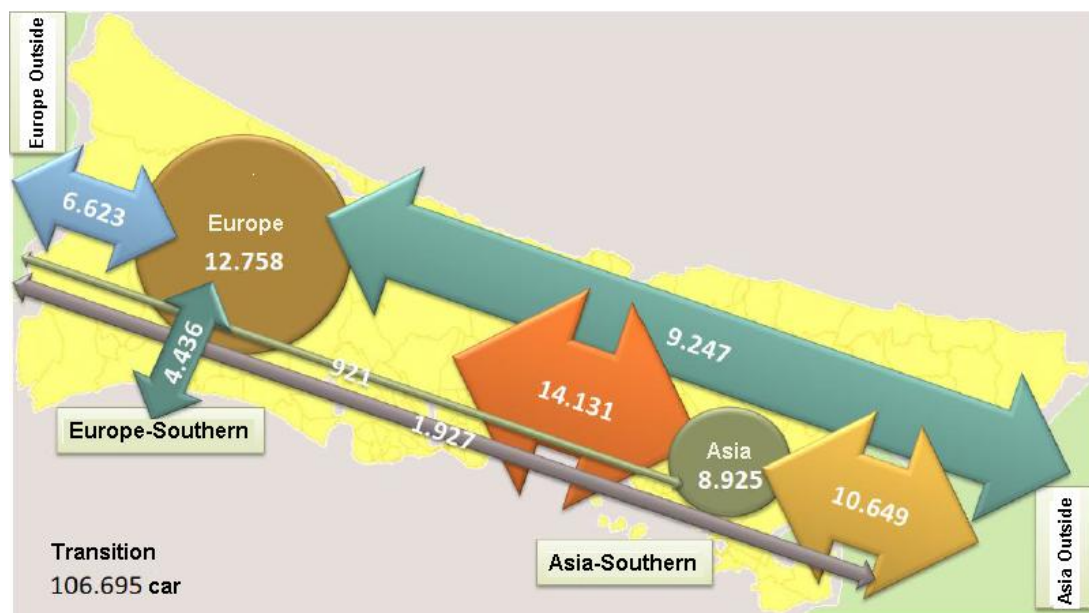 Europe Outside
6.623
Europe
12.758
4.436
9.247
921
14.131
1.927
Europe-Southern
Asia
8.925
10.649
Asia-Southern
Asia Outside
Transition
106.695 car